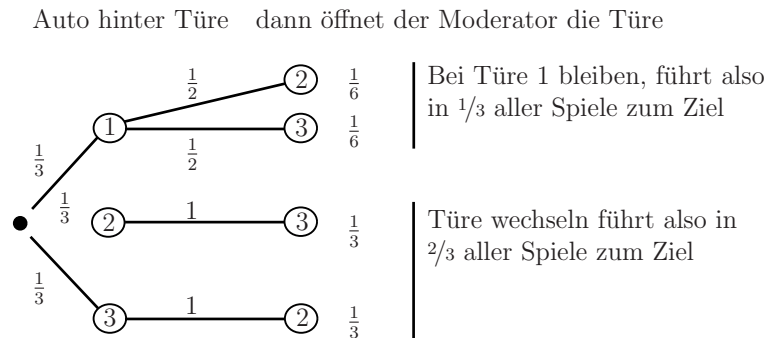 Auto hinter Türe dann öffnet der Moderator die Türe
1/2 2 1/6
Bei Türe 1 bleiben, führt also
in 1/3 aller Spiele zum Ziel
1 3 1/6
1/2
1/3
1/3 2 1 3 1/3
Türe wechseln führt also in
2/3 aller Spiele zum Ziel
1/3
3 1 2 1/3